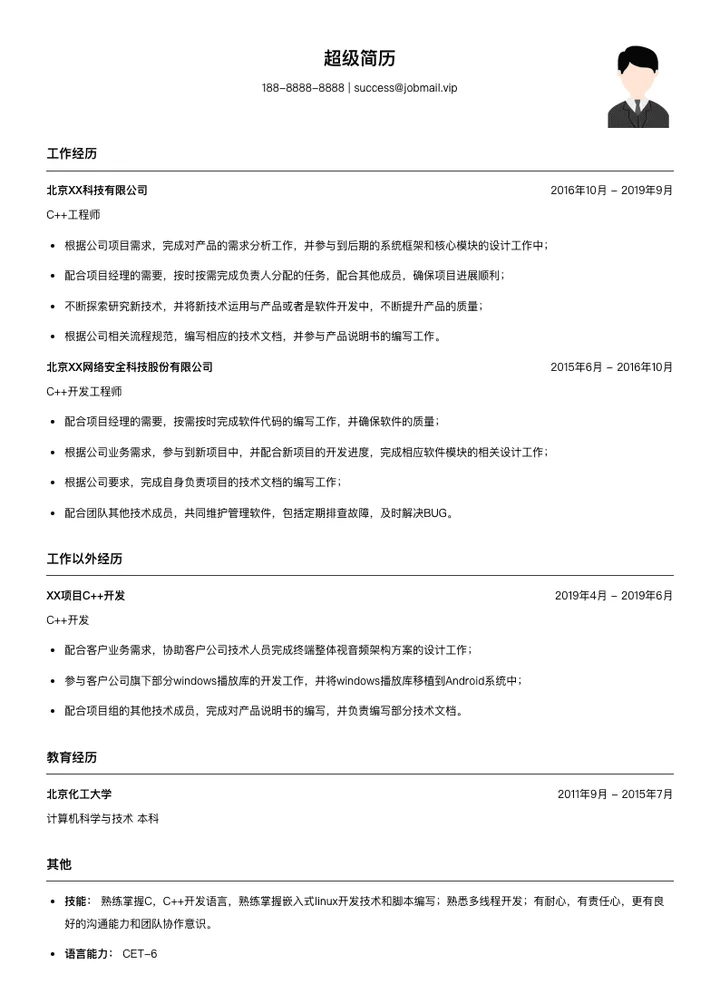 超级简历
188-8888-8888 | success@jobmail.vip
工作经历
北京XX科技有限公司 2016年10月 – 2019年9月
C++工程师
• 根据公司项目需求，完成对产品的需求分析工作，并参与到后期的系统框架和核心模块的设计工作中；
• 配合项目经理的需要，按时按需完成负责人分配的任务，配合其他成员，确保项目进展顺利；
• 不断探索研究新技术，并将新技术运用与产品或者是软件开发中，不断提升产品的质量；
• 根据公司相关流程规范，编写相应的技术文档，并参与产品说明书的编写工作。
北京XX网络安全科技股份有限公司 2015年6月 – 2016年10月
C++开发工程师
• 配合项目经理的需要，按需按时完成软件代码的编写工作，并确保软件的质量；
• 根据公司业务需求，参与到新项目中，并配合新项目的开发进度，完成相应软件模块的相关设计工作；
• 根据公司要求，完成自身负责项目的技术文档的编写工作；
• 配合团队其他技术成员，共同维护管理软件，包括定期排查故障，及时解决BUG。
工作以外经历
XX项目C++开发 2019年4月 – 2019年6月
C++开发
• 配合客户业务需求，协助客户公司技术人员完成终端整体视音频架构方案的设计工作；
• 参与客户公司旗下部分windows播放库的开发工作，并将windows播放库移植到Android系统中；
• 配合项目组的其他技术成员，完成对产品说明书的编写，并负责编写部分技术文档。
教育经历
北京化工大学 2011年9月 – 2015年7月
计算机科学与技术 本科
其他
• 技能： 熟练掌握C，C++开发语言，熟练掌握嵌入式linux开发技术和脚本编写；熟悉多线程开发；有耐心，有责任心，更有良
好的沟通能力和团队协作意识。
• 语言能力： CET-6